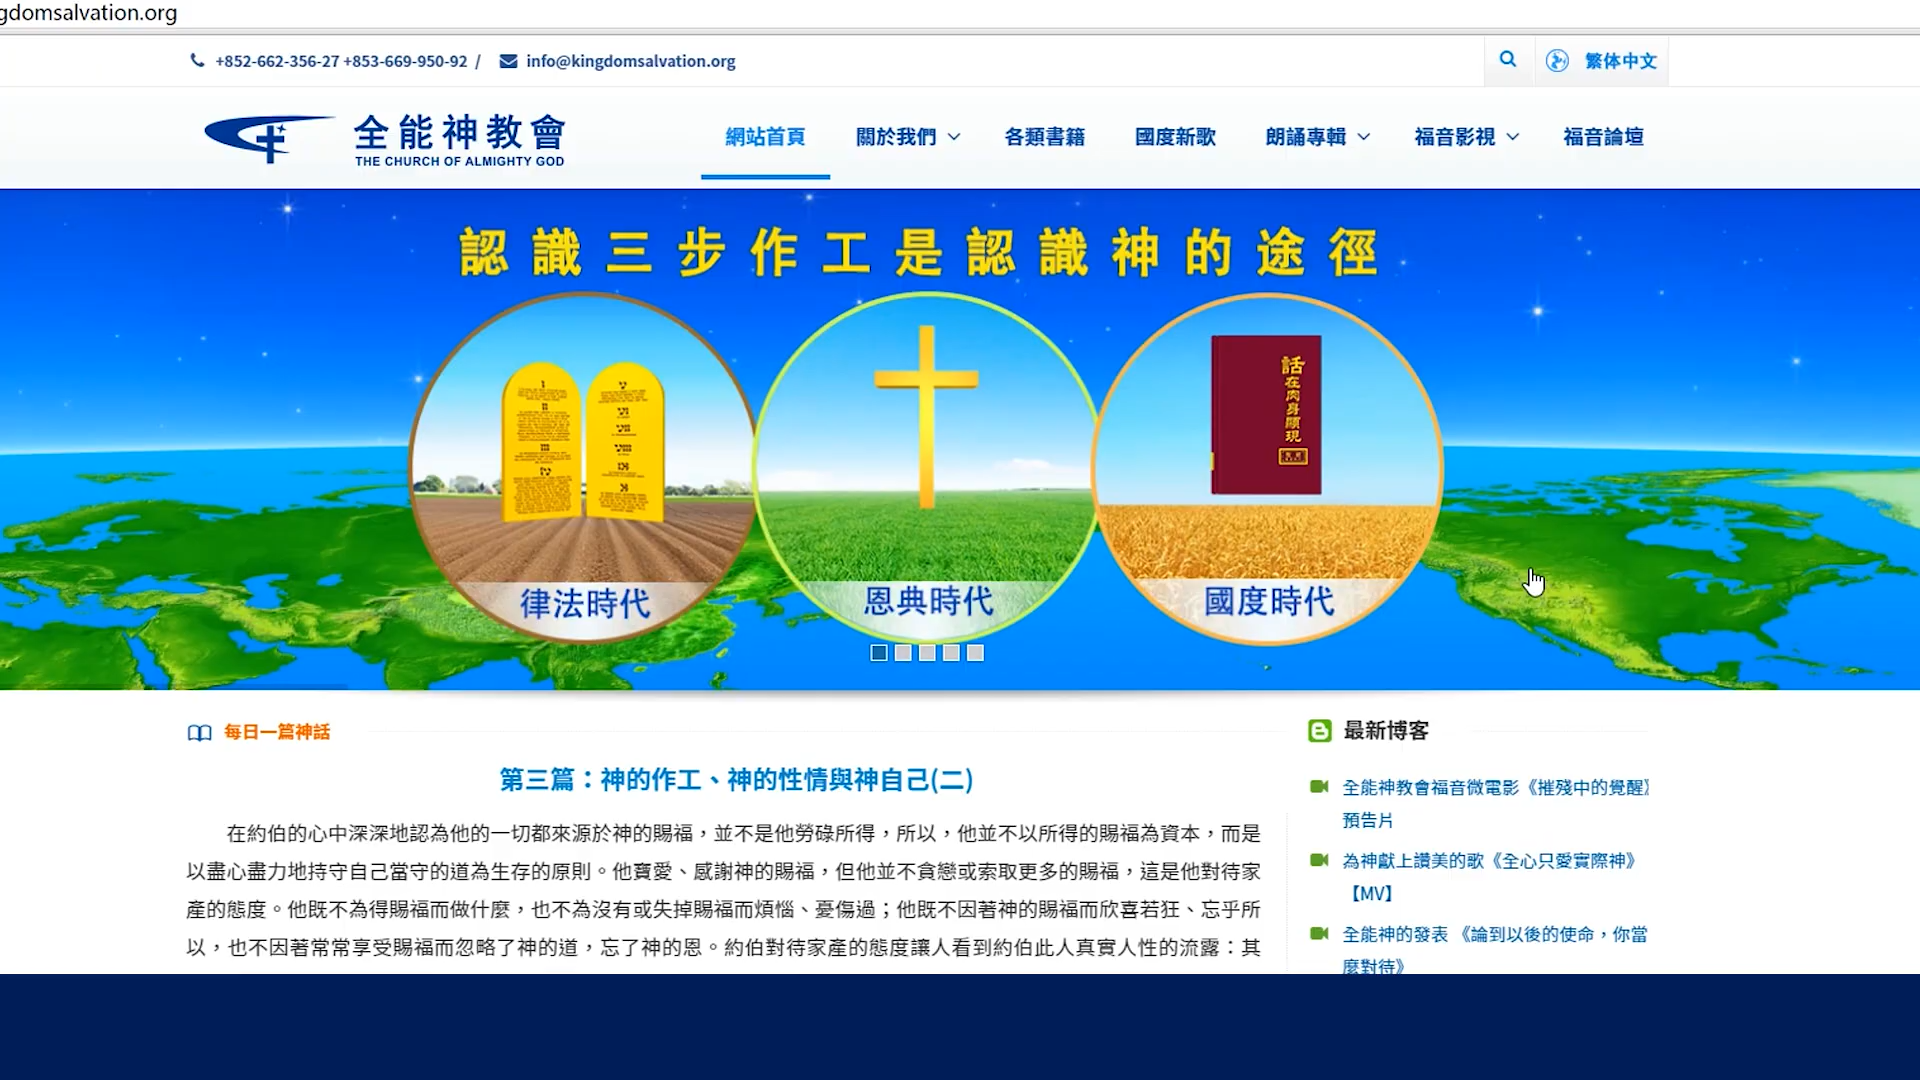 gdomsalvation.org
+852-662-356-27 +853-669-950-92 / info@kingdomsalvation.org
繁体中文
全能神教會
THE CHURCH OF ALMIGHTY GOD
網站首頁 關於我們 各類書籍 國度新歌 朗誦專輯 福音影視 福音論壇
認識三步作工是認識神的途徑
話在肉身顯現
律法時代 恩典時代 國度時代
每日一篇神話
第三篇：神的作工、神的性情與神自己(二)
在約伯的心中深深地認為他的一切都來源於神的賜福，並不是他勞碌所得，所以，他並不以所得的賜福為資本，而是
以盡心盡力地持守自己當守的道為生存的原則。他寶愛、感謝神的賜福，但他並不貪戀或索取更多的賜福，這是他對待家
產的態度。他既不為得賜福而做什麼，也不為沒有或失掉賜福而煩惱、憂傷過；他既不因著神的賜福而欣喜若狂、忘乎所
以，也不因著常常享受賜福而忽略了神的道，忘了神的恩。約伯對待家產的態度讓人看到約伯此人真實人性的流露：其
最新博客
全能神教會福音微電影《摧殘中的覺醒》
預告片
為神獻上讚美的歌《全心只愛實際神》
【MV】
全能神的發表 《論到以後的使命，你當
麼對待》